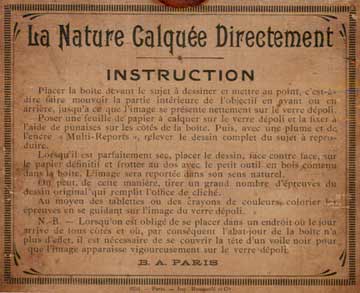 La Nature Calquée Directement
INSTRUCTION
Placer la boîte devant le sujet à dessiner et mettre au point, c'est-à-
dire faire mouvoir la partie intérieure de l'objectif en avant ou en
arrière, jusqu'à ce que l'image se présente nettement sur le verre dépoli.
Poser une feuille de papier à calquer sur le verre dépoli et la fixer à
l'aide de punaises sur les côtés de la boîte. Puis, avec une plume et de
l'encre « Multi-Reports », relever le dessin complet du sujet à repro-
duire.
Lorsqu'il est parfaitement sec, placer le dessin, face contre face, sur
le papier définitif et frotter au dos avec le petit outil en bois contenu
dans la boîte. L'image sera reportée dans son sens naturel.
On peut, de cette manière, tirer un grand nombre d'épreuves du
dessin original qui remplit l'office de cliché.
Au moyen des tablettes ou des crayons de couleurs, colorier les
épreuves en se guidant sur l'image du verre dépoli.
N.-B. — Lorsqu'on est obligé de se placer dans un endroit où le jour
arrive de tous côtés et où, par conséquent l'abat-jour de la boîte n'a
plus d'effet, il est nécessaire de se couvrir la tête d'un voile noir pour
que l'image apparaisse vigoureusement sur le verre dépoli.
B. A. PARIS
Paris. — Imp.